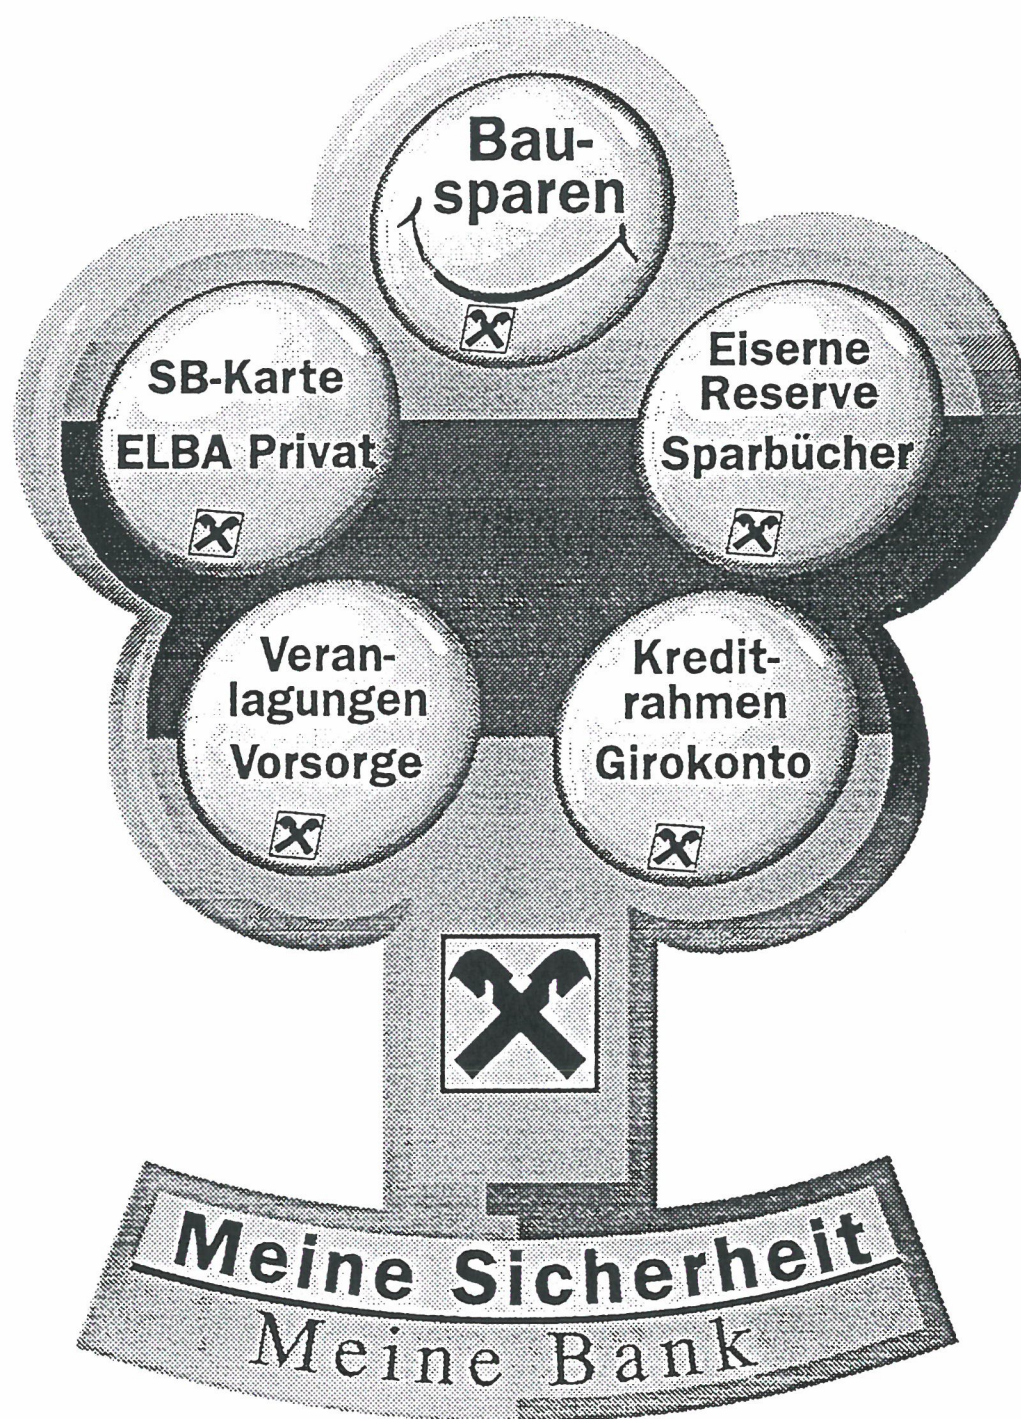 Bau-
sparen
SB-Karte
ELBA Privat
Eiserne
Reserve
Sparbücher
Veran-
lagungen
Vorsorge
Kredit-
rahmen
Girokonto
Meine Sicherheit
Meine Bank